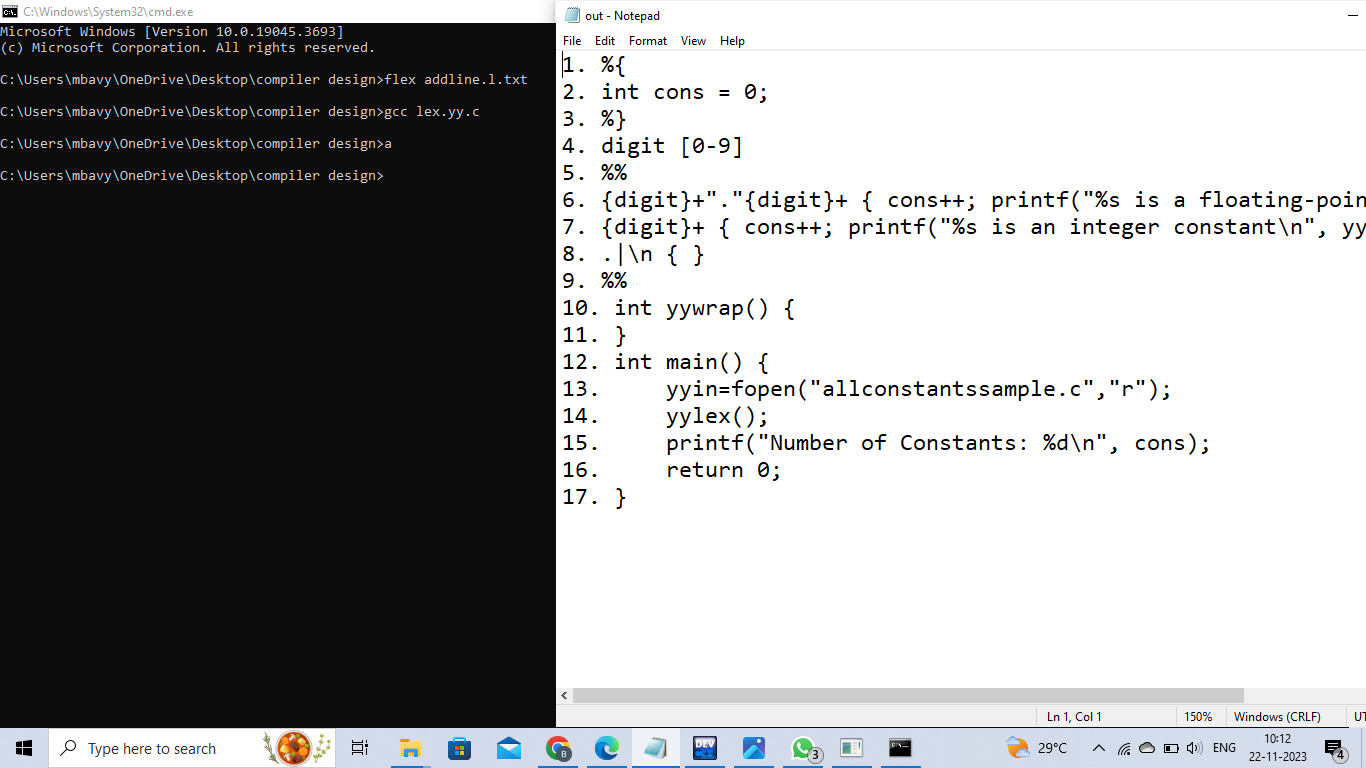 C:\Windows\System32\cmd.exe
Microsoft Windows [Version 10.0.19045.3693]
(c) Microsoft Corporation. All rights reserved.
C:\Users\mbavy\OneDrive\Desktop\compiler design>flex addline.l.txt
C:\Users\mbavy\OneDrive\Desktop\compiler design>gcc lex.yy.c
C:\Users\mbavy\OneDrive\Desktop\compiler design>a
C:\Users\mbavy\OneDrive\Desktop\compiler design>
out - Notepad
File Edit Format View Help
1. %{
2. int cons = 0;
3. %}
4. digit [0-9]
5. %%
6. {digit}+"."{digit}+ { cons++; printf("%s is a floating-poin
7. {digit}+ { cons++; printf("%s is an integer constant\n", yy
8. .|\n { }
9. %%
10. int yywrap() {
11. }
12. int main() {
13.     yyin=fopen("allconstantssample.c","r");
14.     yylex();
15.     printf("Number of Constants: %d\n", cons);
16.     return 0;
17. }
Ln 1, Col 1 150% Windows (CRLF) UT
Type here to search
DEV
B
3
29°C
ENG
10:12
22-11-2023
4